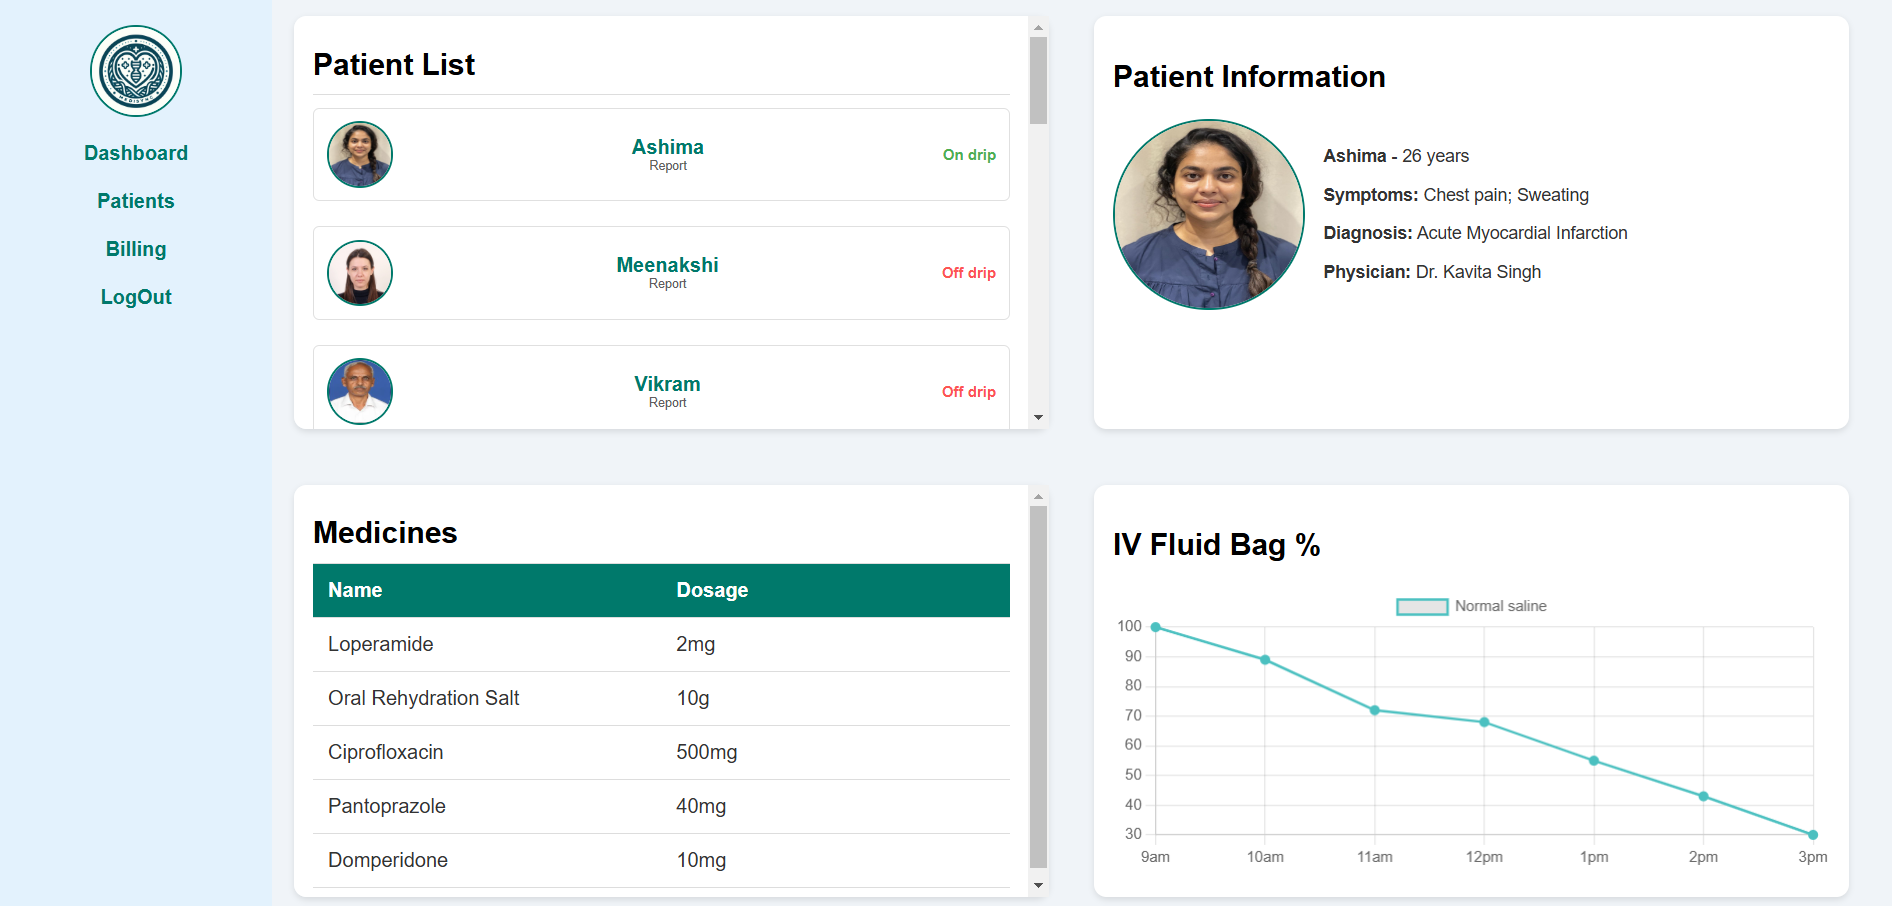 MEDISYNC
Dashboard
Patients
Billing
LogOut
Patient List
Ashima
Report
On drip
Meenakshi
Report
Off drip
Vikram
Report
Off drip
Patient Information
Ashima - 26 years
Symptoms: Chest pain; Sweating
Diagnosis: Acute Myocardial Infarction
Physician: Dr. Kavita Singh
Medicines
Name Dosage
Loperamide 2mg
Oral Rehydration Salt 10g
Ciprofloxacin 500mg
Pantoprazole 40mg
Domperidone 10mg
IV Fluid Bag %
Normal saline
100
90
80
70
60
50
40
30
9am 10am 11am 12pm 1pm 2pm 3pm